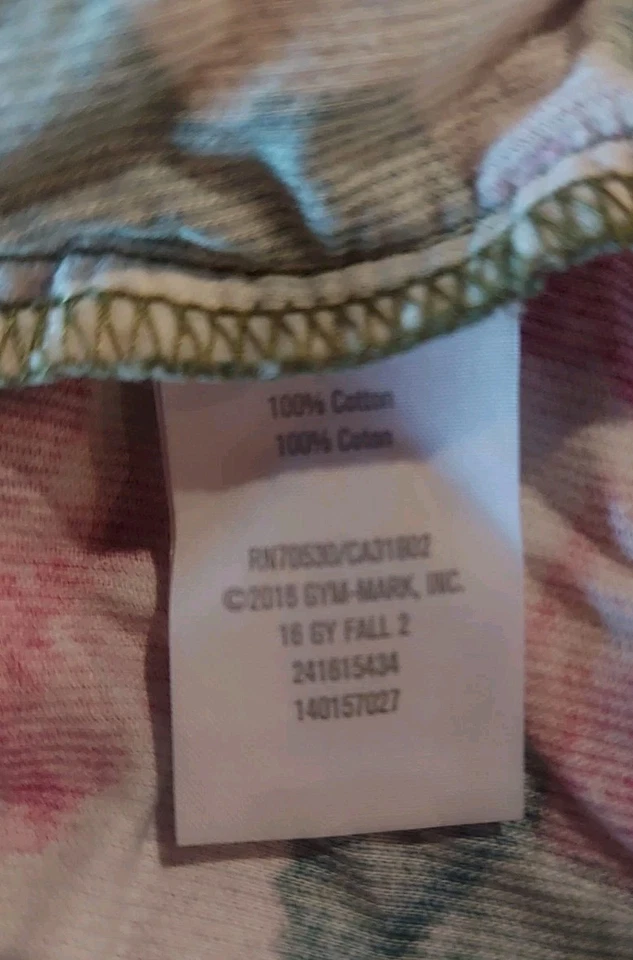 100% Cotton
100% Coton
RN70530/CA31802
©2016 GYM-MARK, INC.
16 GY FALL 2
241615434
140157027